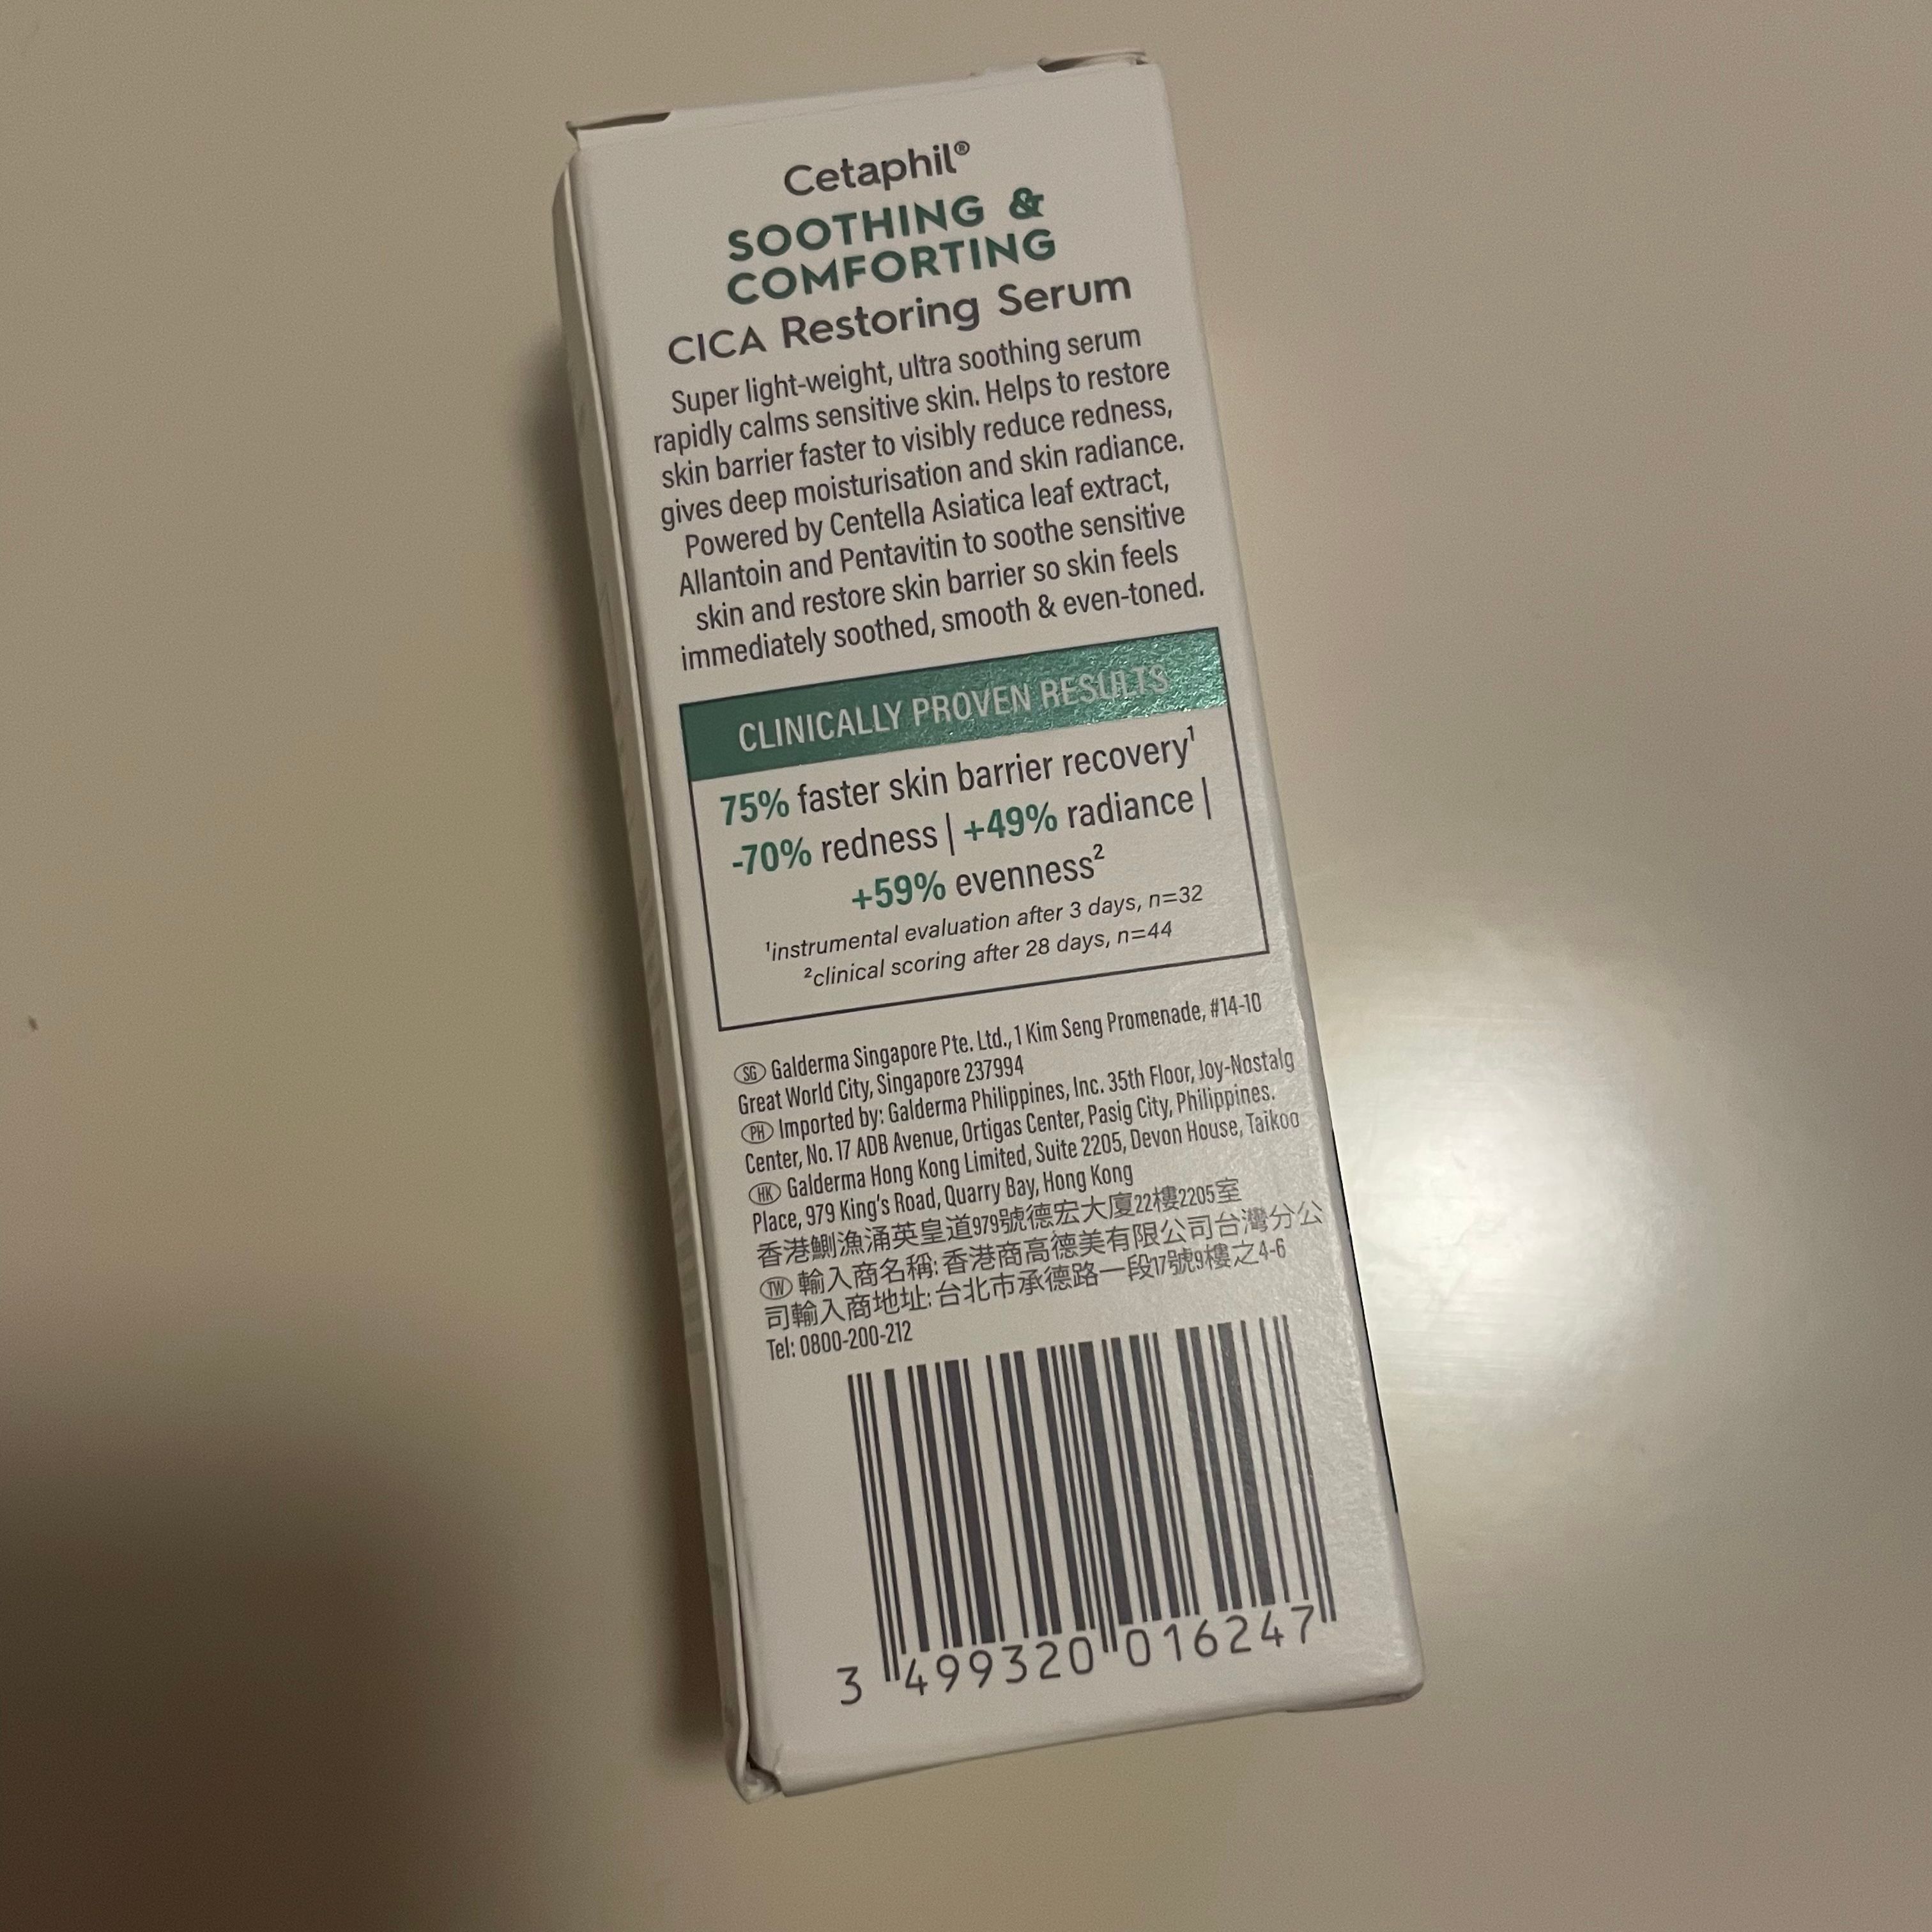 Cetaphil®
SOOTHING &
COMFORTING
CICA Restoring Serum
Super light-weight, ultra soothing serum
rapidly calms sensitive skin. Helps to restore
skin barrier faster to visibly reduce redness,
gives deep moisturisation and skin radiance.
Powered by Centella Asiatica leaf extract,
Allantoin and Pentavitin to soothe sensitive
skin and restore skin barrier so skin feels
immediately soothed, smooth & even-toned.
CLINICALLY PROVEN RESULTS
75% faster skin barrier recovery¹
-70% redness | +49% radiance |
+59% evenness²
¹instrumental evaluation after 3 days, n=32
²clinical scoring after 28 days, n=44
SG Galderma Singapore Pte. Ltd., 1 Kim Seng Promenade, #14-10
Great World City, Singapore 237994
PH Imported by: Galderma Philippines, Inc. 35th Floor, Joy-Nostalg
Center, No. 17 ADB Avenue, Ortigas Center, Pasig City, Philippines.
HK Galderma Hong Kong Limited, Suite 2205, Devon House, Taikoo
Place, 979 King's Road, Quarry Bay, Hong Kong
香港鰂漁涌英皇道979號德宏大廈22樓2205室
TW 輸入商名稱: 香港商高德美有限公司台灣分公
司輸入商地址: 台北市承德路一段17號9樓之4-6
Tel: 0800-200-212
3 499320 016247